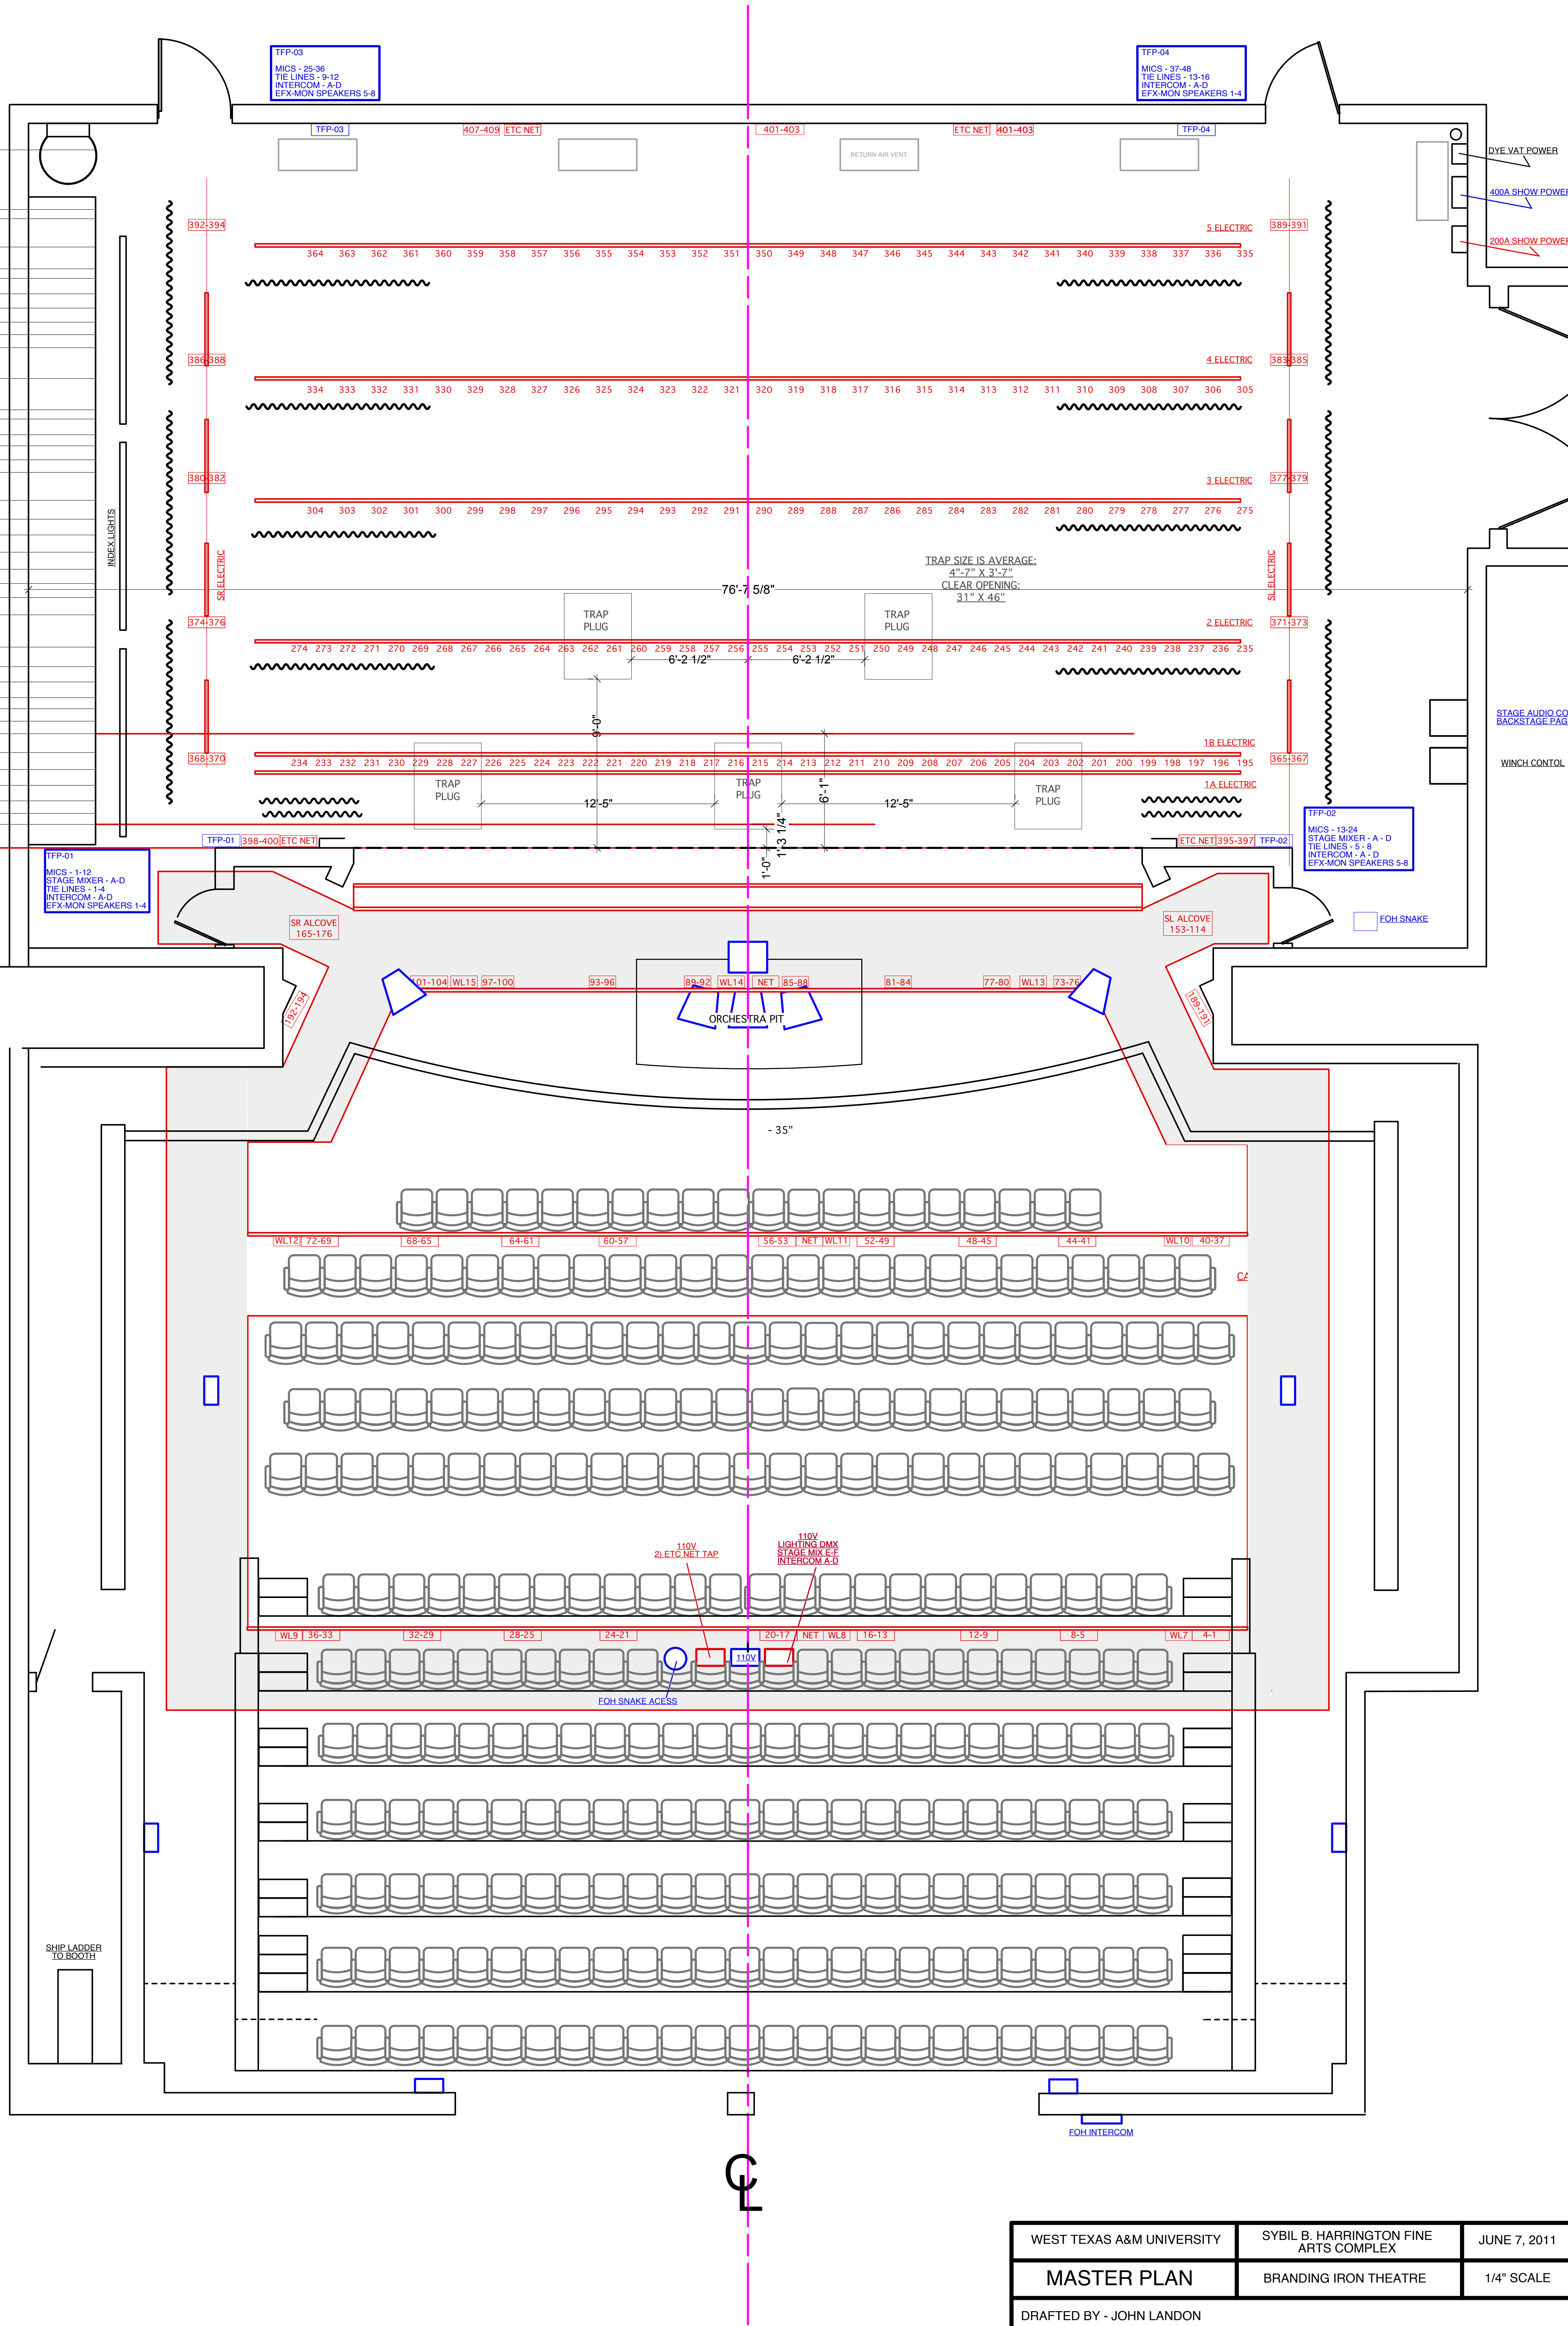 TFP-03
MICS - 25-36
TIE LINES - 9-12
INTERCOM - A-D
EFX-MON SPEAKERS 5-8
TFP-04
MICS - 37-48
TIE LINES - 13-16
INTERCOM - A-D
EFX-MON SPEAKERS 1-4
TFP-03
407-409 ETC NET
401-403
ETC NET 401-403
TFP-04
RETURN AIR VENT
DYE VAT POWER
400A SHOW POWER
200A SHOW POWER
392-394
5 ELECTRIC
389-391
364 363 362 361 360 359 358 357 356 355 354 353 352 351 350 349 348 347 346 345 344 343 342 341 340 339 338 337 336 335
386-388
4 ELECTRIC
383-385
334 333 332 331 330 329 328 327 326 325 324 323 322 321 320 319 318 317 316 315 314 313 312 311 310 309 308 307 306 305
380-382
3 ELECTRIC
377-379
304 303 302 301 300 299 298 297 296 295 294 293 292 291 290 289 288 287 286 285 284 283 282 281 280 279 278 277 276 275
INDEX LIGHTS
SR ELECTRIC
SL ELECTRIC
TRAP SIZE IS AVERAGE:
4"-7" X 3'-7"
CLEAR OPENING:
31" X 46"
76'-7 5/8"
TRAP
PLUG
TRAP
PLUG
374-376
2 ELECTRIC
371-373
274 273 272 271 270 269 268 267 266 265 264 263 262 261 260 259 258 257 256 255 254 253 252 251 250 249 248 247 246 245 244 243 242 241 240 239 238 237 236 235
6'-2 1/2"
6'-2 1/2"
9'-0"
STAGE AUDIO CO
BACKSTAGE PAG
1B ELECTRIC
368-370
365-367
234 233 232 231 230 229 228 227 226 225 224 223 222 221 220 219 218 217 216 215 214 213 212 211 210 209 208 207 206 205 204 203 202 201 200 199 198 197 196 195
WINCH CONTOL
1A ELECTRIC
TRAP
PLUG
TRAP
PLUG
TRAP
PLUG
12'-5"
12'-5"
6'-1"
1'-3 1/4"
1'-0"
TFP-01 398-400 ETC NET
ETC NET 395-397 TFP-02
TFP-02
MICS - 13-24
STAGE MIXER - A - D
TIE LINES - 5 - 8
INTERCOM - A - D
EFX-MON SPEAKERS 5-8
TFP-01
MICS - 1-12
STAGE MIXER - A-D
TIE LINES - 1-4
INTERCOM - A-D
EFX-MON SPEAKERS 1-4
SR ALCOVE
165-176
SL ALCOVE
153-114
FOH SNAKE
101-104 WL15 97-100 93-96 89-92 WL14 NET 85-88 81-84 77-80 WL13 73-76
192-194
189-191
ORCHESTRA PIT
- 35"
WL12 72-69 68-65 64-61 60-57 56-53 NET WL11 52-49 48-45 44-41 WL10 40-37
CA
110V
2) ETC NET TAP
110V
LIGHTING DMX
STAGE MIX E-F
INTERCOM A-D
WL9 36-33 32-29 28-25 24-21 20-17 NET WL8 16-13 12-9 8-5 WL7 4-1
110V
FOH SNAKE ACESS
SHIP LADDER
TO BOOTH
FOH INTERCOM
CL
WEST TEXAS A&M UNIVERSITY
SYBIL B. HARRINGTON FINE
ARTS COMPLEX
JUNE 7, 2011
MASTER PLAN
BRANDING IRON THEATRE
1/4" SCALE
DRAFTED BY - JOHN LANDON